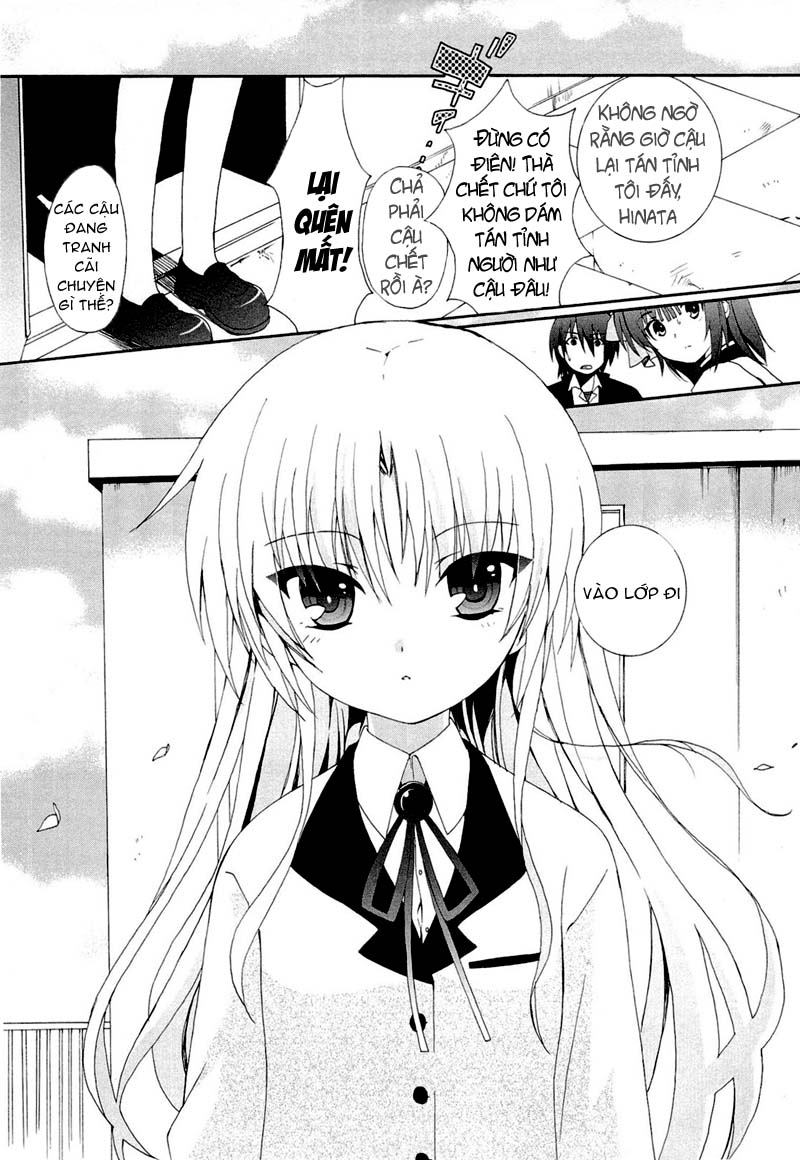 KHÔNG NGỜ
RẰNG GIỜ CẬU
LẠI TÁN TỈNH
TÔI ĐẤY,
HINATA
ĐỪNG CÓ
ĐIÊN! THÀ
CHẾT CHỨ TÔI
KHÔNG DÁM
TÁN TỈNH
NGƯỜI NHƯ
CẬU ĐÂU!
CHẢ
PHẢI
CẬU
CHẾT
RỒI À?
LẠI
QUÊN
MẤT!
CÁC CẬU
ĐANG
TRANH
CÃI
CHUYỆN
GÌ THẾ?
VÀO LỚP ĐI